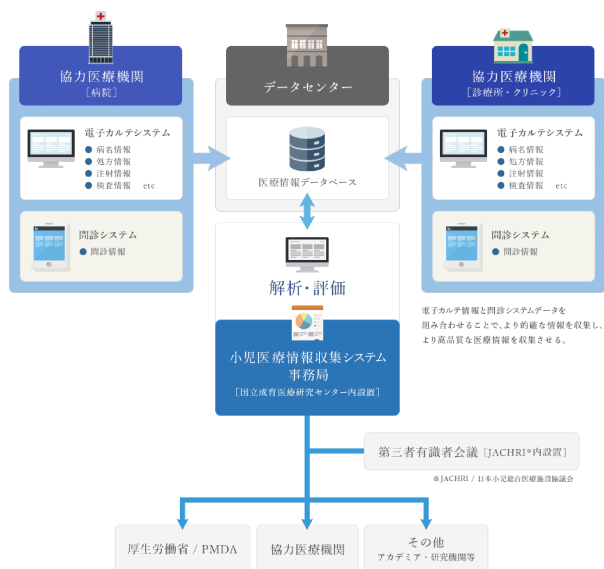 協力医療機関
［病院］
電子カルテシステム
病名情報
処方情報
注射情報
検査情報 etc
問診システム
問診情報
データセンター
医療情報データベース
協力医療機関
［診療所・クリニック］
電子カルテシステム
病名情報
処方情報
注射情報
検査情報 etc
問診システム
問診情報
電子カルテ情報と問診システムデータを
組み合わせることで、より的確な情報を収集し、
より高品質な医療情報を収集させる。
解析・評価
小児医療情報収集システム
事務局
［国立成育医療研究センター内設置］
第三者有識者会議［JACHRI※内設置］
※JACHRI / 日本小児総合医療施設協議会
厚生労働省 / PMDA
協力医療機関
その他
アカデミア・研究機関等